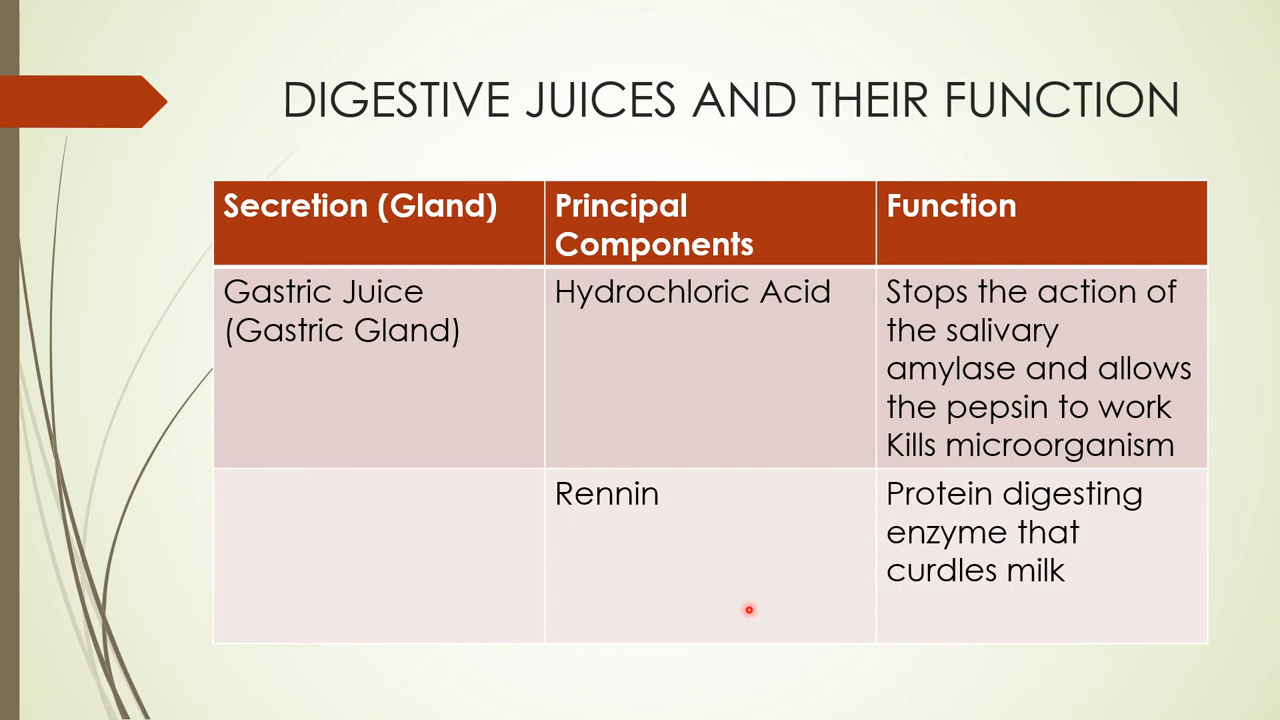 DIGESTIVE JUICES AND THEIR FUNCTION
Secretion (Gland)
Principal
Components
Function
Gastric Juice
(Gastric Gland)
Hydrochloric Acid
Stops the action of
the salivary
amylase and allows
the pepsin to work
Kills microorganism
Rennin
Protein digesting
enzyme that
curdles milk